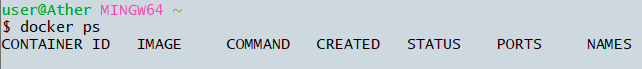 user@Ather MINGW64 ~
$ docker ps
CONTAINER ID   IMAGE     COMMAND   CREATED   STATUS    PORTS     NAMES